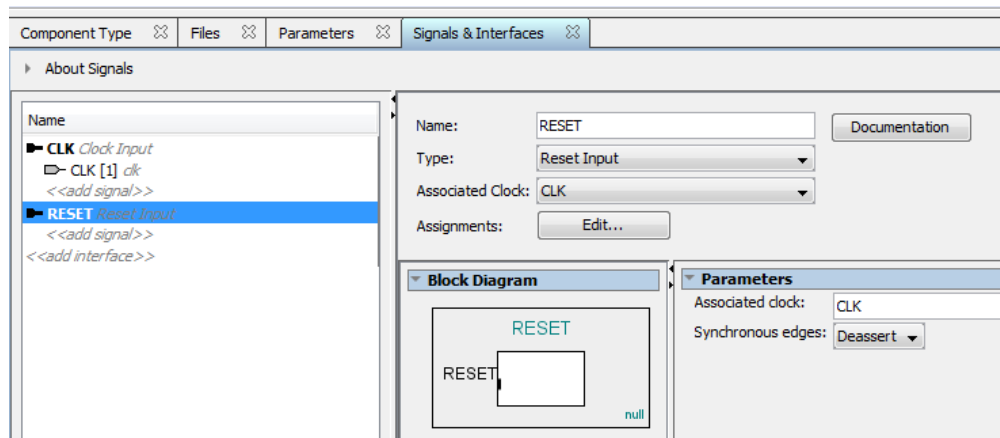 Component Type Files Parameters Signals & Interfaces
About Signals
Name
CLK Clock Input
CLK [1] clk
<<add signal>>
RESET Reset Input
<<add signal>>
<<add interface>>
Name: RESET Documentation
Type: Reset Input
Associated Clock: CLK
Assignments: Edit...
Block Diagram
RESET
RESET
null
Parameters
Associated clock: CLK
Synchronous edges: Deassert